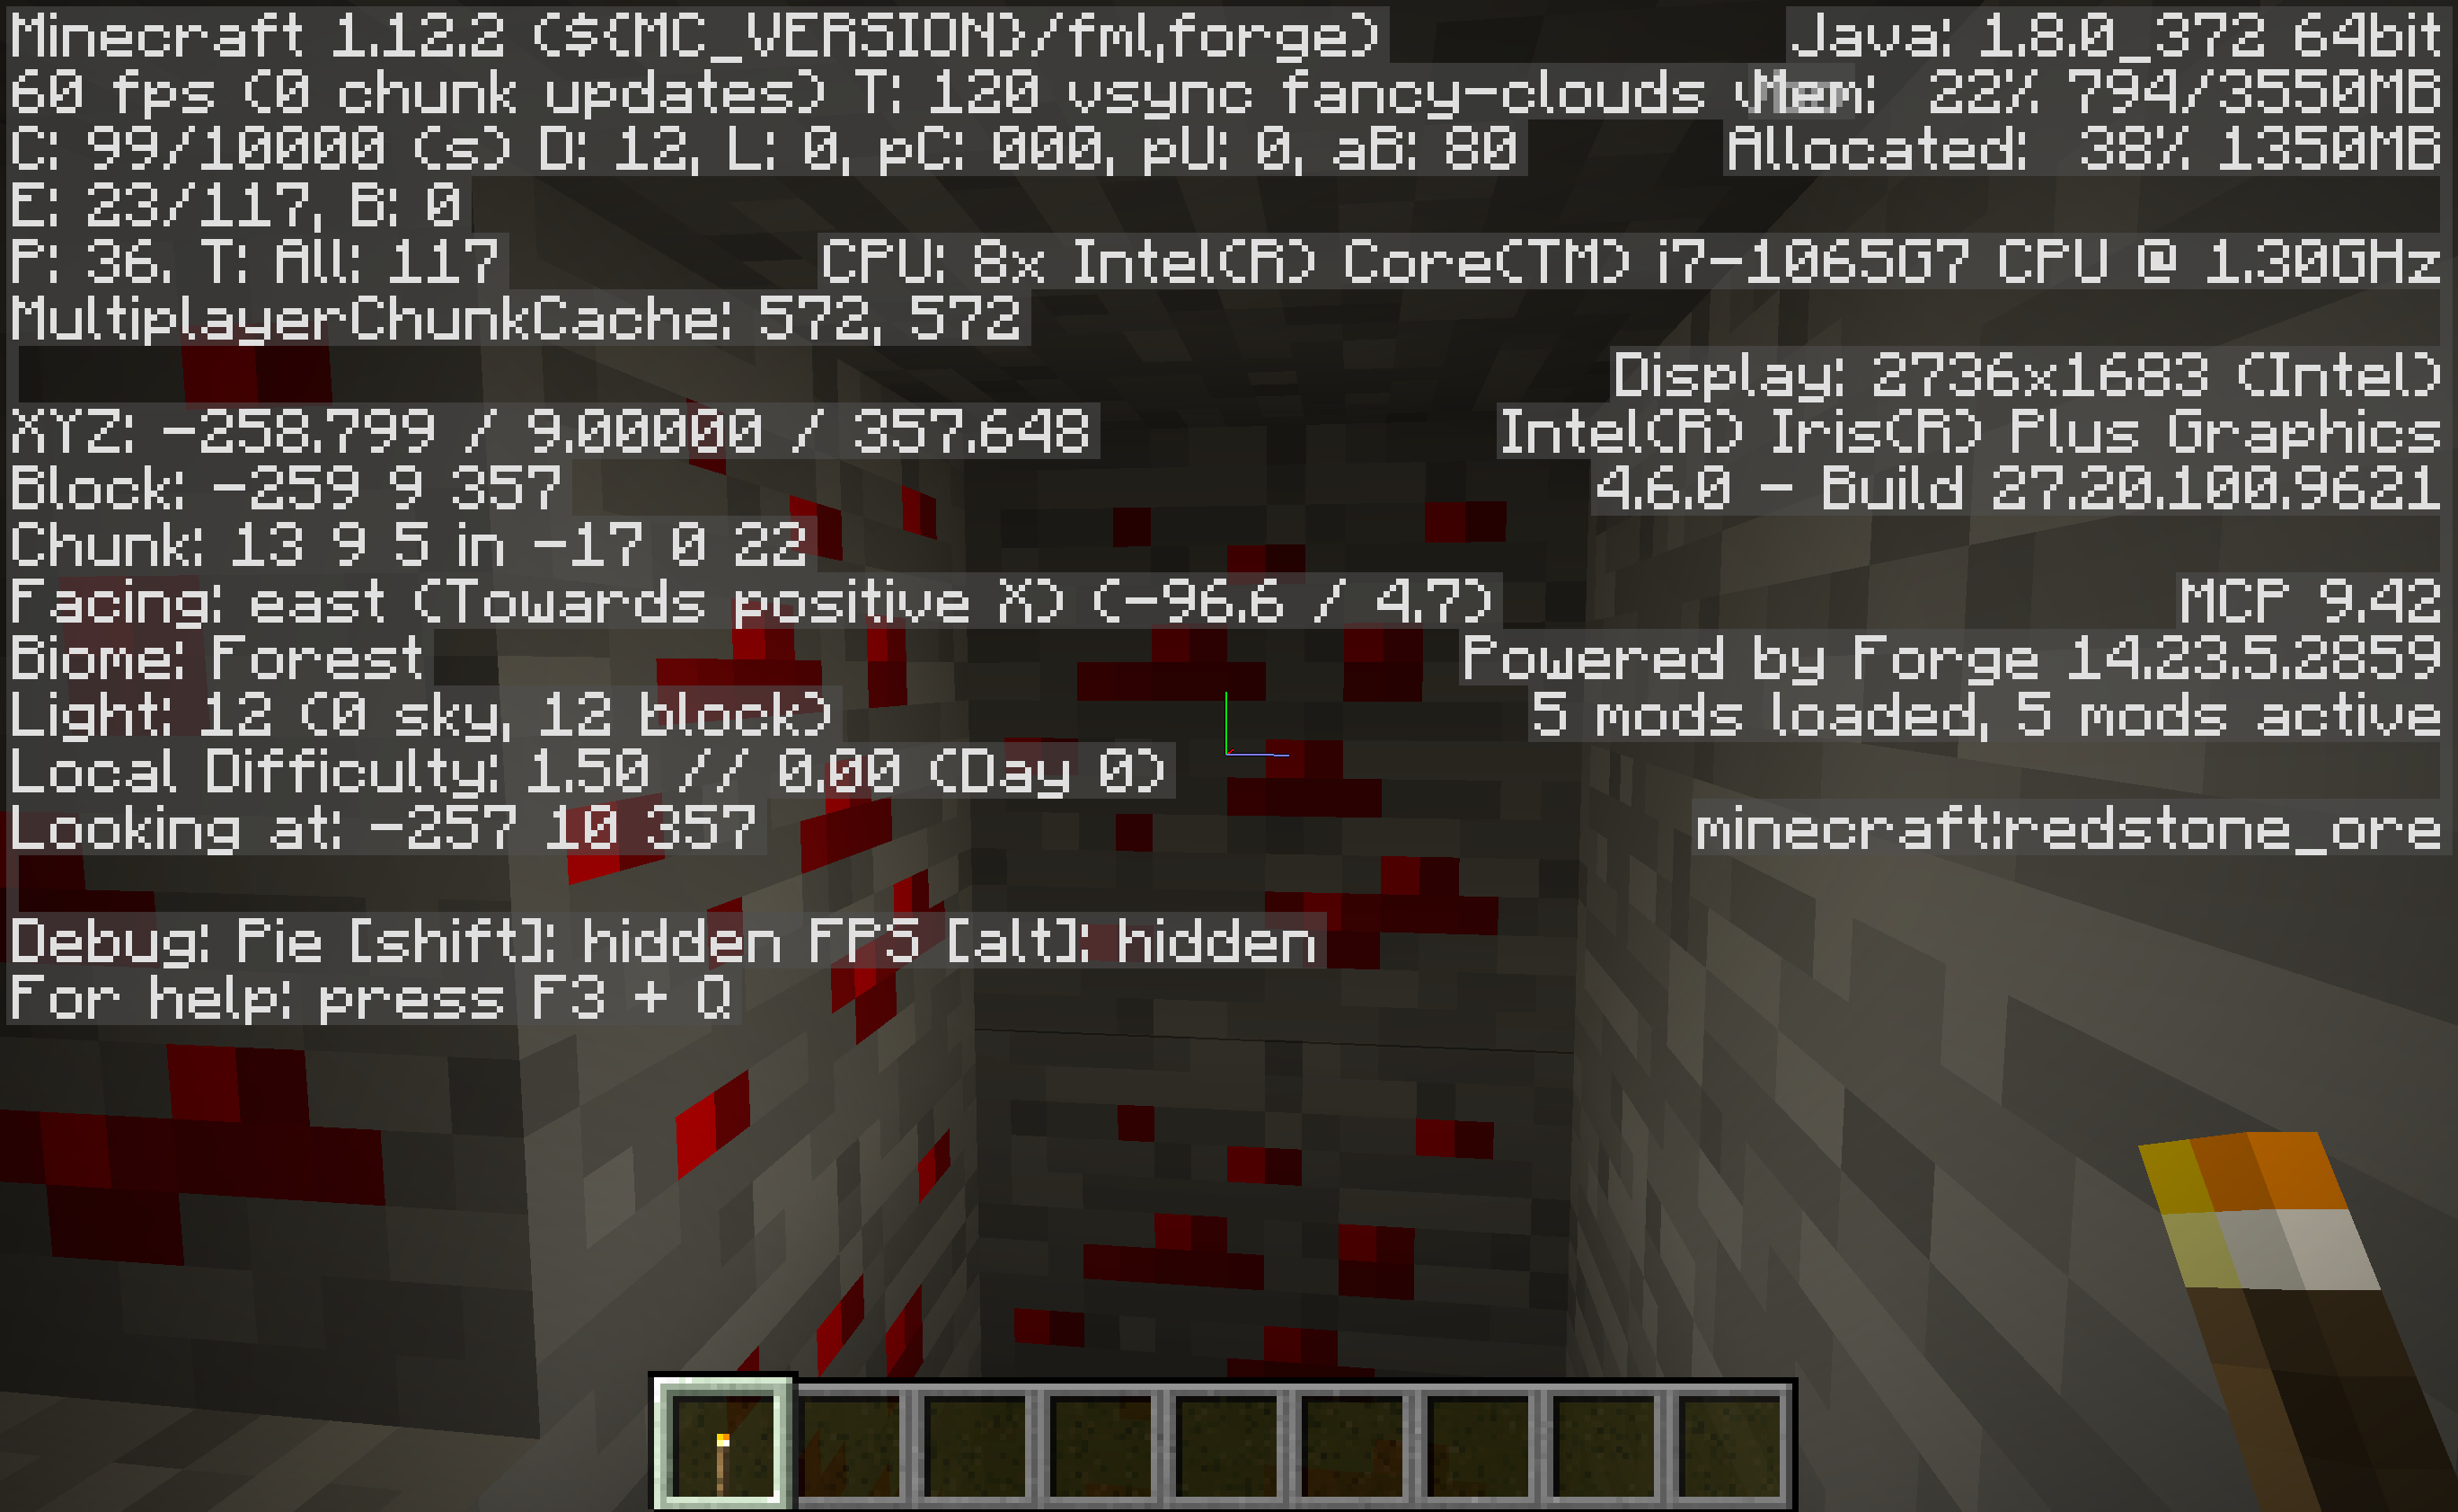 Minecraft 1.12.2 (${MC_VERSION}/fml,forge)
60 fps (0 chunk updates) T: 120 vsync fancy-clouds
C: 99/10000 (s) D: 12, L: 0, pC: 000, pU: 0, aB: 80
E: 23/117, B: 0
P: 36. T: All: 117
MultiplayerChunkCache: 572, 572
XYZ: -258.799 / 9.00000 / 357.648
Block: -259 9 357
Chunk: 13 9 5 in -17 0 22
Facing: east (Towards positive X) (-96.6 / 4.7)
Biome: Forest
Light: 12 (0 sky, 12 block)
Local Difficulty: 1.50 // 0.00 (Day 0)
Looking at: -257 10 357
Debug: Pie [shift]: hidden FPS [alt]: hidden
For help: press F3 + Q
Java: 1.8.0_372 64bit
Mem: 22% 794/3550MB
Allocated: 38% 1350MB
CPU: 8x Intel(R) Core(TM) i7-1065G7 CPU @ 1.30GHz
Display: 2736x1683 (Intel)
Intel(R) Iris(R) Plus Graphics
4.6.0 - Build 27.20.100.9621
MCP 9.42
Powered by Forge 14.23.5.2859
5 mods loaded, 5 mods active
minecraft:redstone_ore